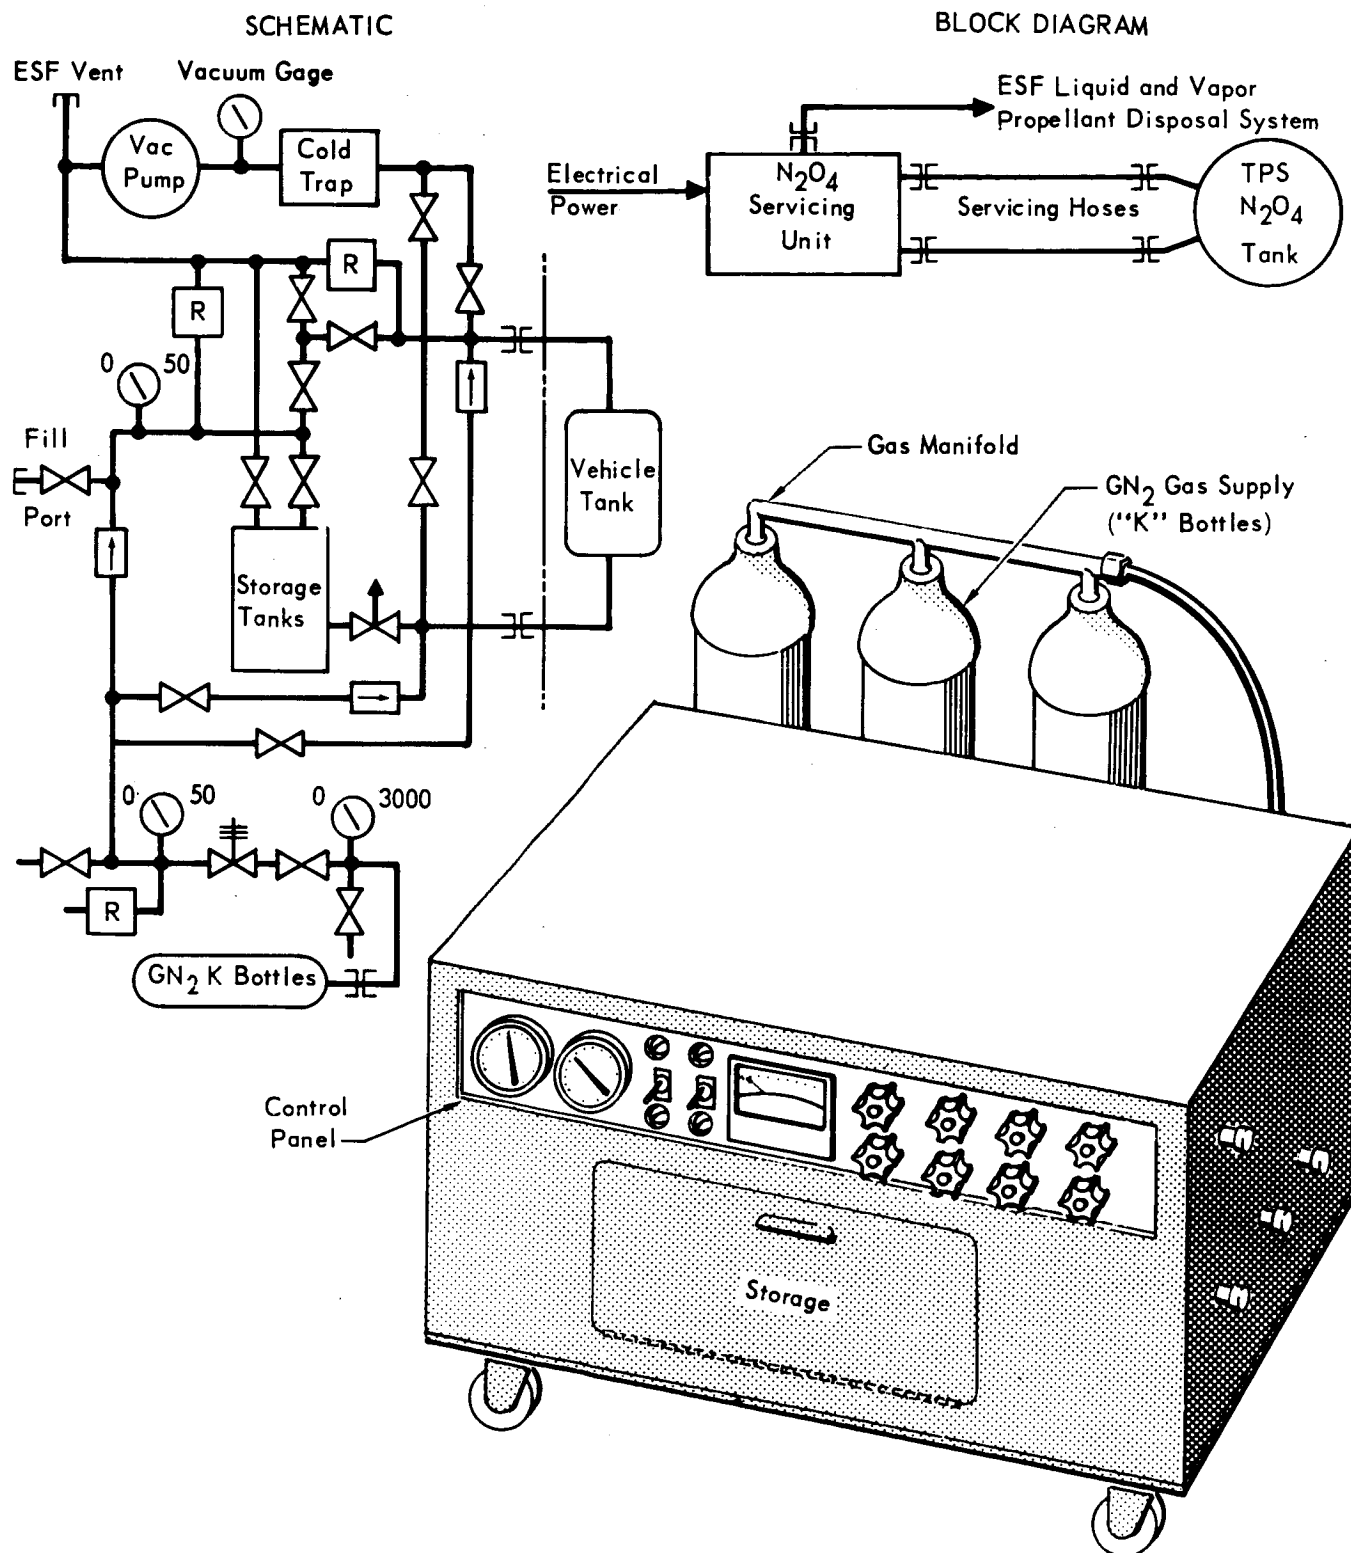 SCHEMATIC
BLOCK DIAGRAM
ESF Vent
Vacuum Gage
Vac
Pump
Cold
Trap
R
R
0
50
Fill
Port
Storage
Tanks
Vehicle
Tank
0
50
0
3000
R
GN2 K Bottles
ESF Liquid and Vapor
Propellant Disposal System
Electrical
Power
N2O4
Servicing
Unit
Servicing Hoses
TPS
N2O4
Tank
Gas Manifold
GN2 Gas Supply
("K" Bottles)
Control
Panel
Storage